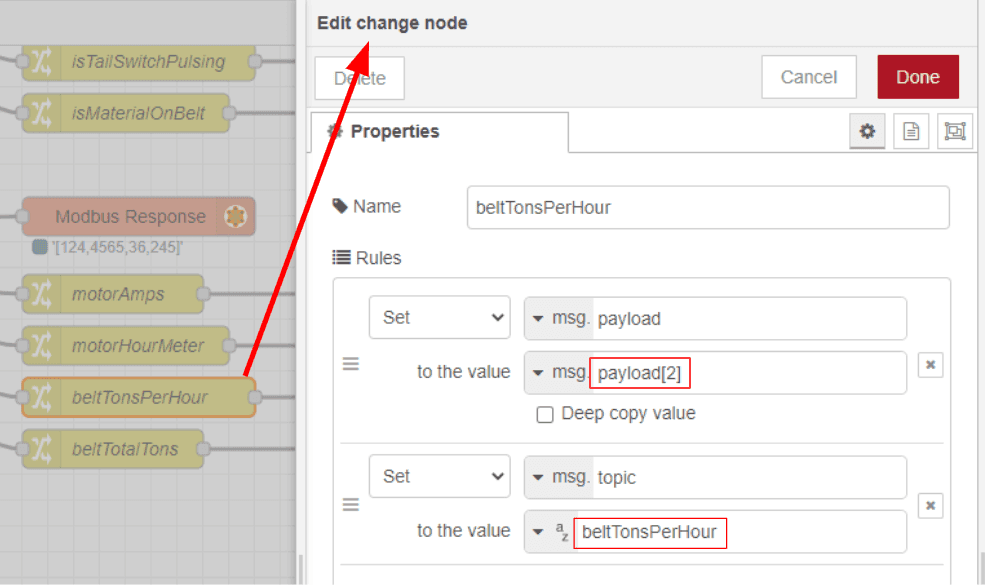 Edit change node
isTailSwitchPulsing
Delete
Cancel
Done
isMaterialOnBelt
Properties
Modbus Response
'[124,4565,36,245]'
motorAmps
motorHourMeter
beltTonsPerHour
beltTotalTons
Name
beltTonsPerHour
Rules
Set
msg. payload
to the value
msg. payload[2]
Deep copy value
Set
msg. topic
to the value
az beltTonsPerHour